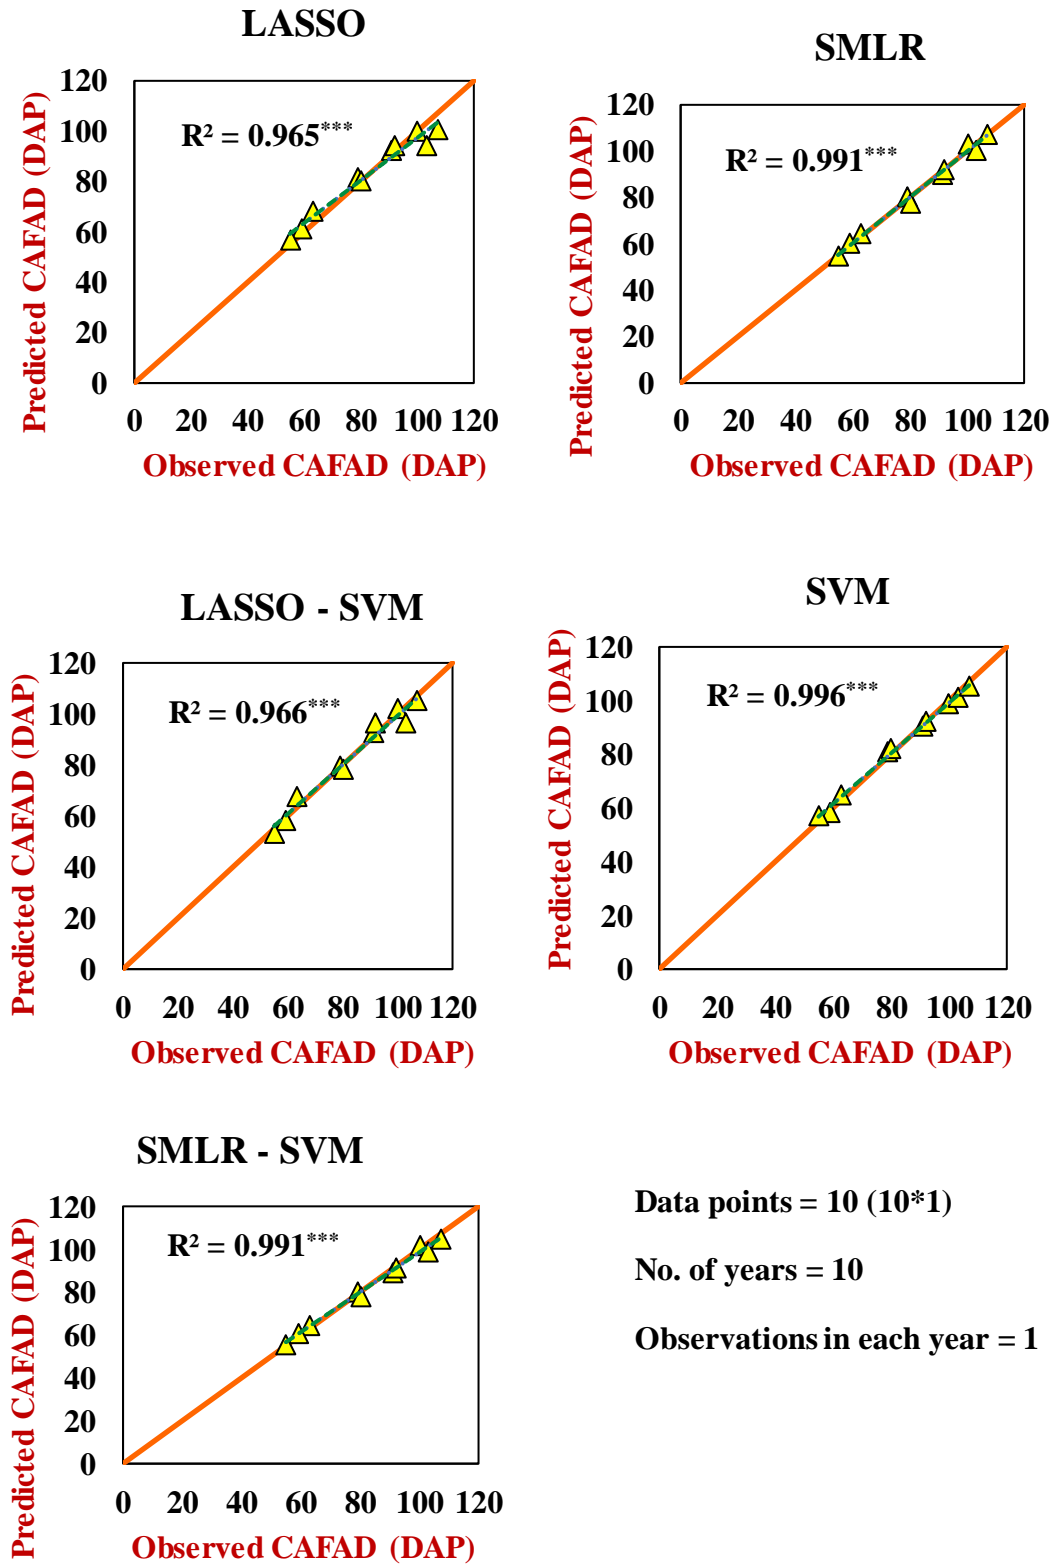 LASSO
Predicted CAFAD (DAP)
120
100
80
60
40
20
0
R² = 0.965***
0 20 40 60 80 100 120
Observed CAFAD (DAP)
SMLR
Predicted CAFAD (DAP)
120
100
80
60
40
20
0
R² = 0.991***
0 20 40 60 80 100 120
Observed CAFAD (DAP)
LASSO - SVM
Predicted CAFAD (DAP)
120
100
80
60
40
20
0
R² = 0.966***
0 20 40 60 80 100 120
Observed CAFAD (DAP)
SVM
Predicted CAFAD (DAP)
120
100
80
60
40
20
0
R² = 0.996***
0 20 40 60 80 100 120
Observed CAFAD (DAP)
SMLR - SVM
Predicted CAFAD (DAP)
120
100
80
60
40
20
0
R² = 0.991***
0 20 40 60 80 100 120
Observed CAFAD (DAP)
Data points = 10 (10*1)
No. of years = 10
Observations in each year = 1